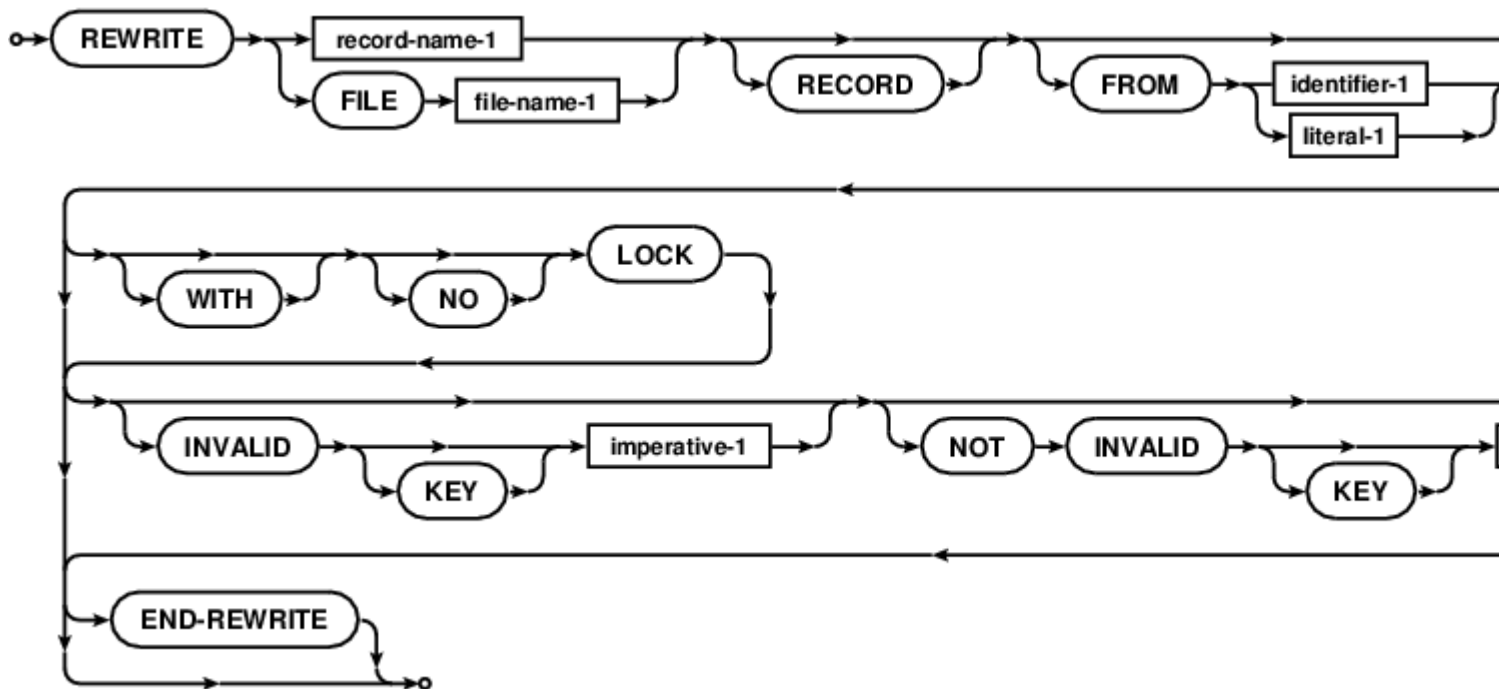 REWRITE record-name-1
FILE file-name-1 RECORD FROM identifier-1
literal-1
WITH NO LOCK
INVALID KEY imperative-1 NOT INVALID KEY
END-REWRITE